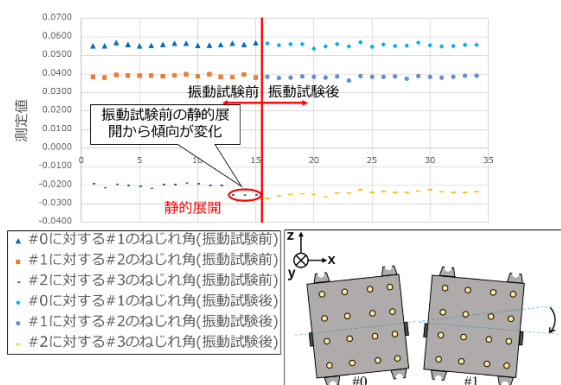 0.0700
0.0600
0.0500
0.0400
0.0300
0.0200
0.0100
0.0000
-0.0100
-0.0200
-0.0300
-0.0400
測定値
0 5 10 15 20 25 30 35
振動試験前 振動試験後
振動試験前の静的展
開から傾向が変化
静的展開
#0に対する#1のねじれ角(振動試験前)
#1に対する#2のねじれ角(振動試験前)
#2に対する#3のねじれ角(振動試験前)
#0に対する#1のねじれ角(振動試験後)
#1に対する#2のねじれ角(振動試験後)
#2に対する#3のねじれ角(振動試験後)
z
x
y
#0 #1